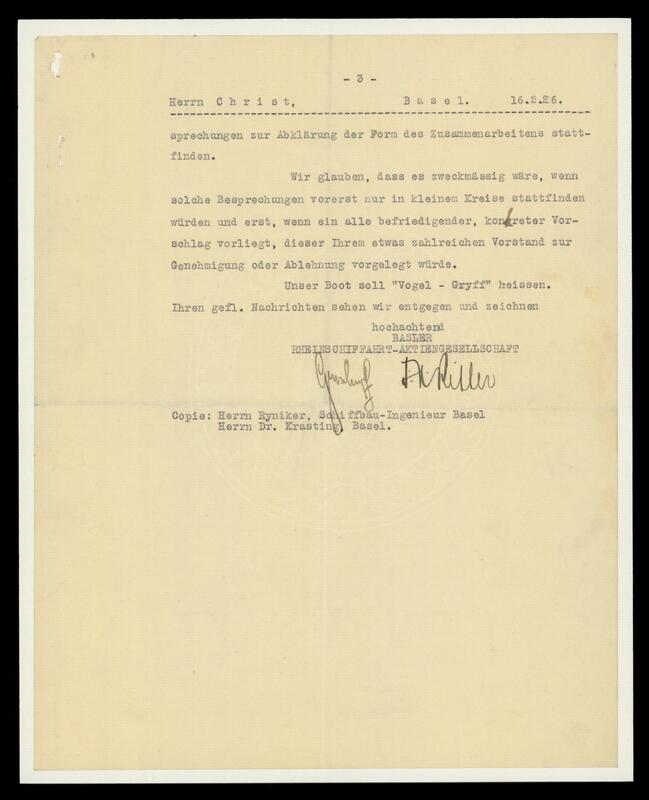 - 3 -
Herrn C h r i s t, B a s e l. 16.2.26.
sprechungen zur Abklärung der Form des Zusammenarbeitens statt-
finden.
Wir glauben, dass es zweckmässig wäre, wenn
solche Besprechungen vorerst nur in kleinem Kreise stattfinden
würden und erst, wenn ein alle befriedigender, konkreter Vor-
schlag vorliegt, dieser Ihrem etwas zahlreichen Vorstand zur
Genehmigung oder Ablehnung vorgelegt würde.
Unser Boot soll "Vogel - Gryff" heissen.
Ihren gefl. Nachrichten sehen wir entgegen und zeichnen
hochachtend
BASLER
RHEINSCHIFFAHRT-AKTIENGESELLSCHAFT
Copie: Herrn Ryniker, Schiffbau-Ingenieur Basel
Herrn Dr. Krasting, Basel.